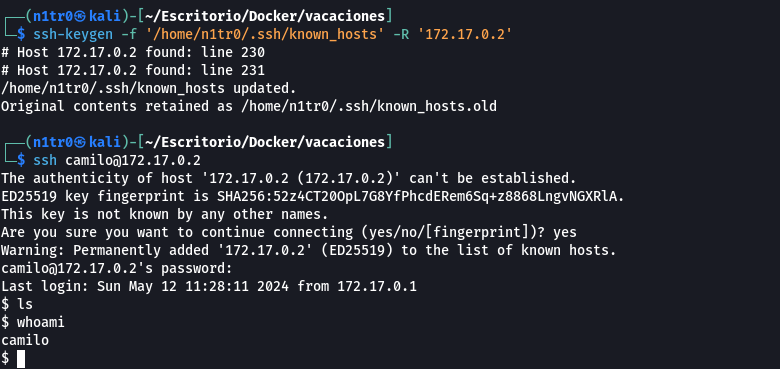 ┌──(n1tr0㉿kali)-[~/Escritorio/Docker/vacaciones]
└─$ ssh-keygen -f '/home/n1tr0/.ssh/known_hosts' -R '172.17.0.2'
# Host 172.17.0.2 found: line 230
# Host 172.17.0.2 found: line 231
/home/n1tr0/.ssh/known_hosts updated.
Original contents retained as /home/n1tr0/.ssh/known_hosts.old
┌──(n1tr0㉿kali)-[~/Escritorio/Docker/vacaciones]
└─$ ssh camilo@172.17.0.2
The authenticity of host '172.17.0.2 (172.17.0.2)' can't be established.
ED25519 key fingerprint is SHA256:52z4CT20OpL7G8YfPhcdERem6Sq+z8868LngvNGXRlA.
This key is not known by any other names.
Are you sure you want to continue connecting (yes/no/[fingerprint])? yes
Warning: Permanently added '172.17.0.2' (ED25519) to the list of known hosts.
camilo@172.17.0.2's password:
Last login: Sun May 12 11:28:11 2024 from 172.17.0.1
$ ls
$ whoami
camilo
$